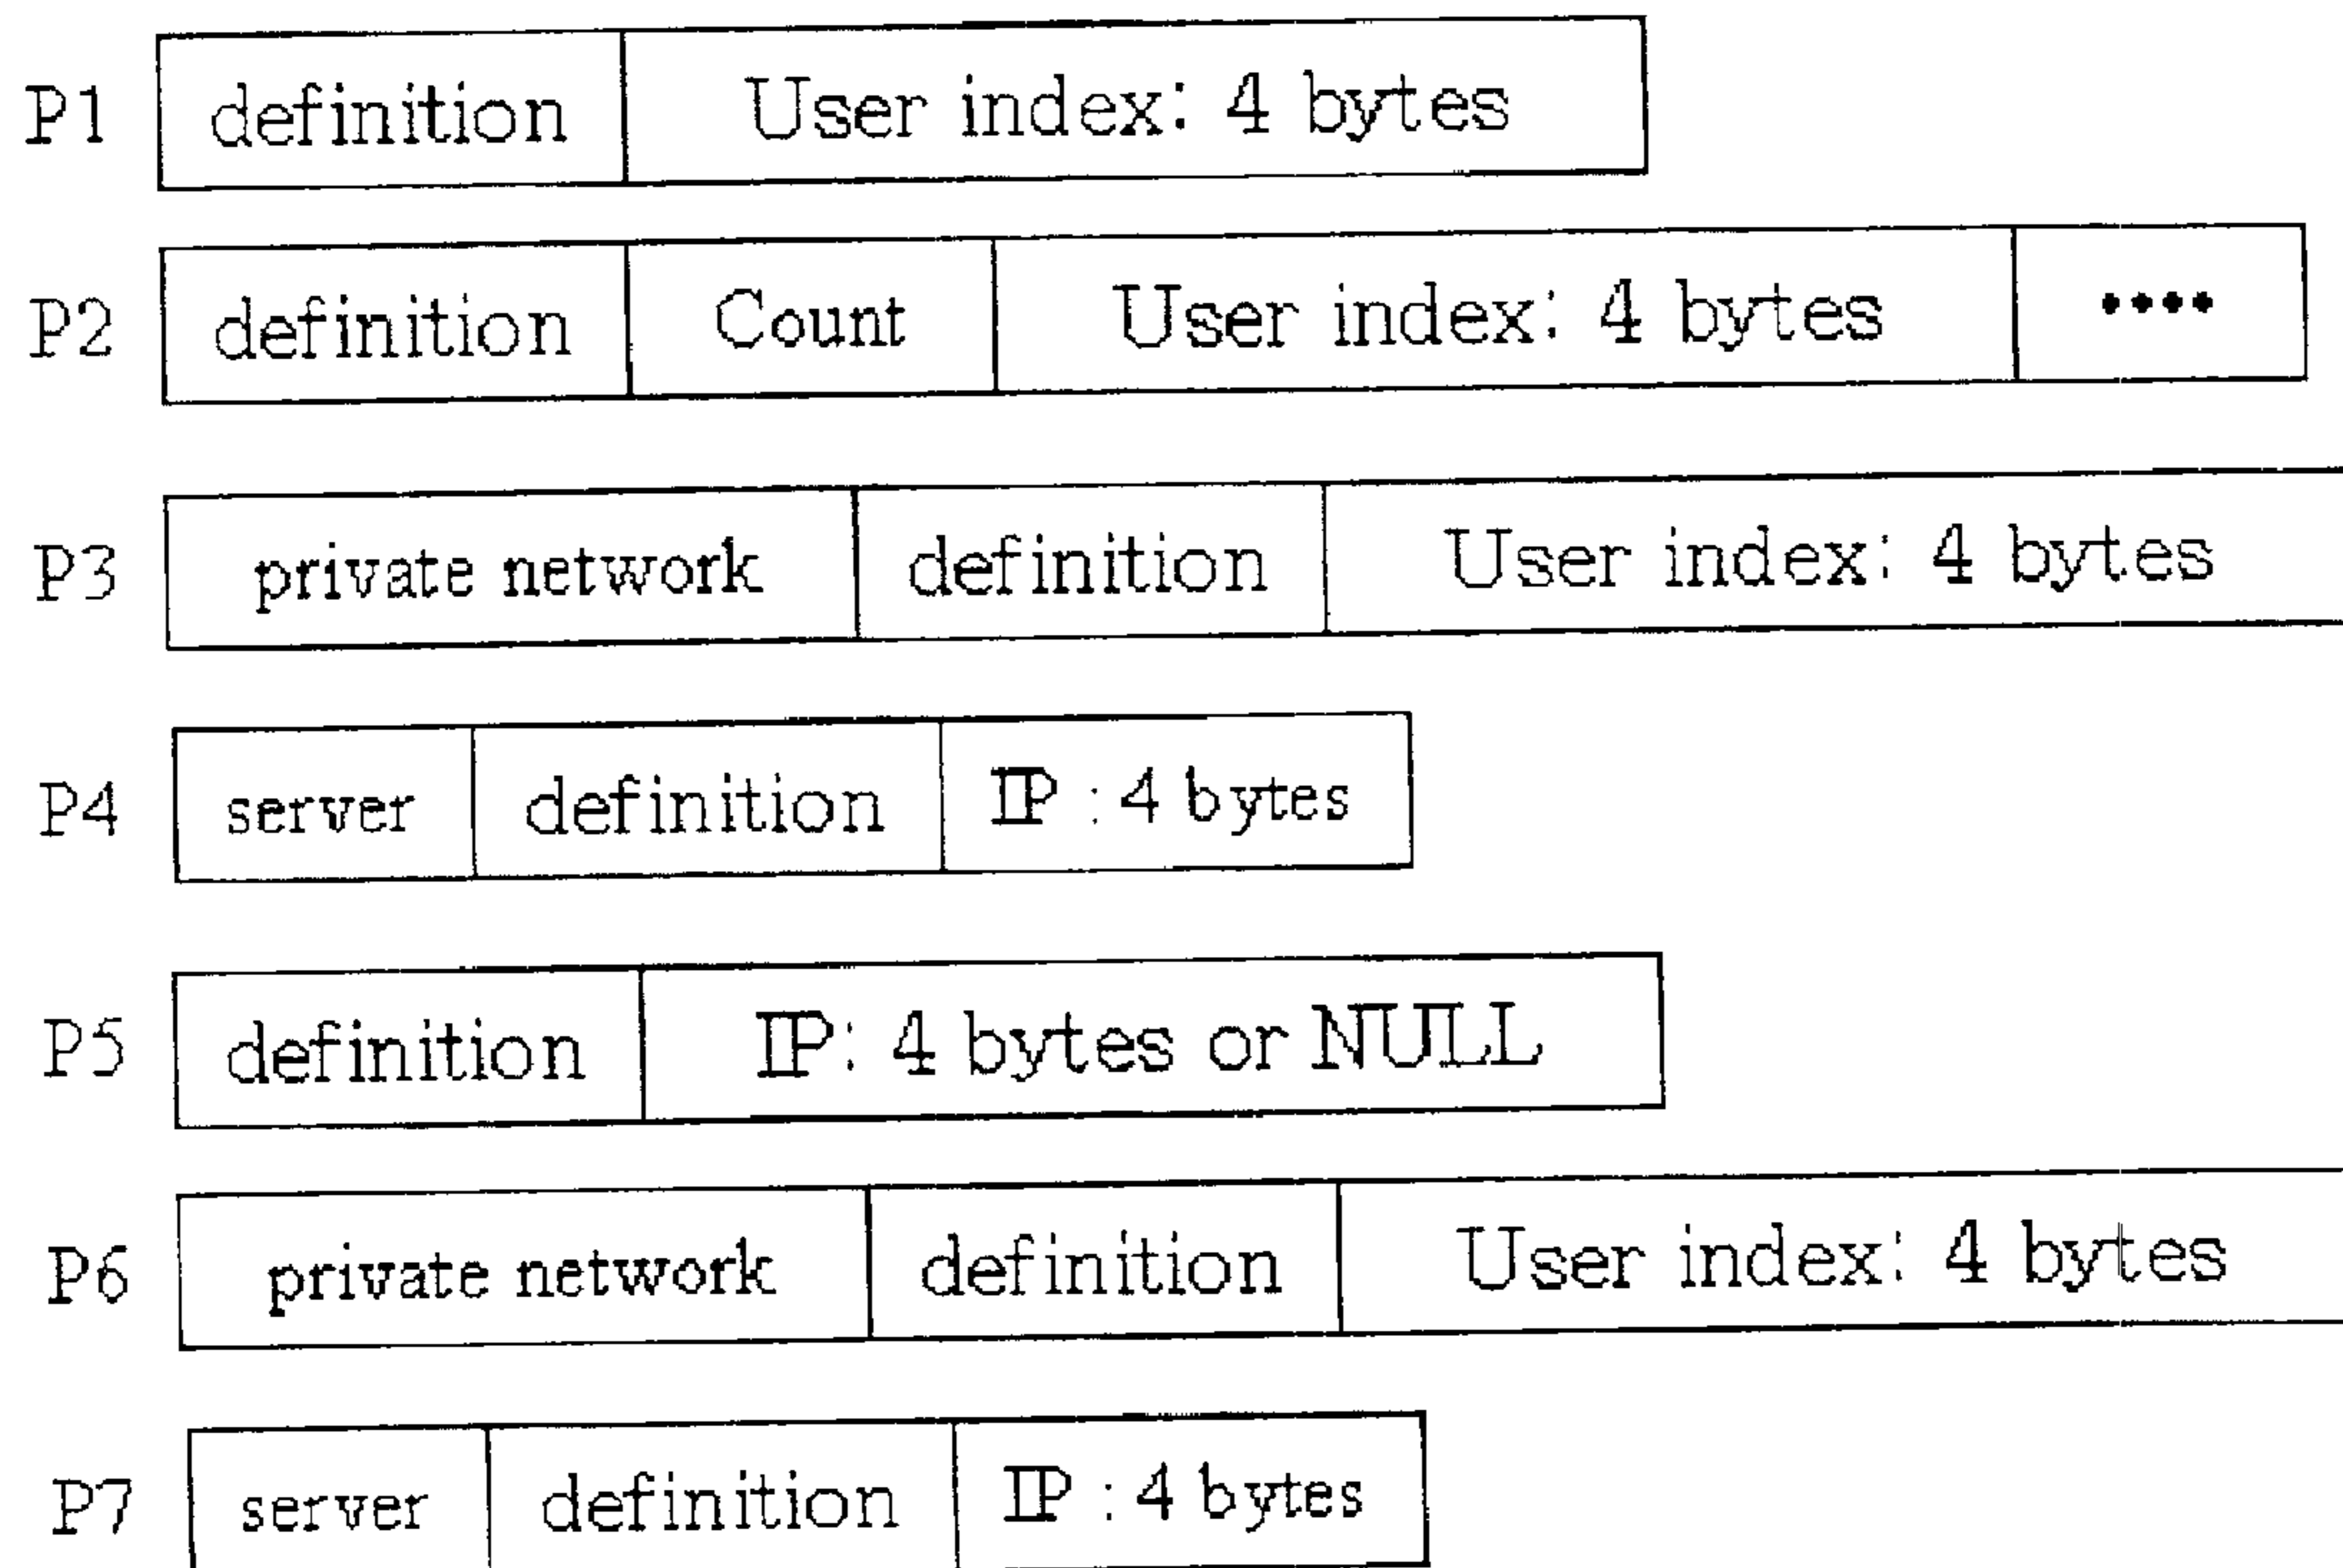 P1 definition User index: 4 bytes
P2 definition Count User index: 4 bytes ••••
P3 private network definition User index: 4 bytes
P4 server definition IP : 4 bytes
P5 definition IP: 4 bytes or NULL
P6 private network definition User index: 4 bytes
P7 server definition IP : 4 bytes